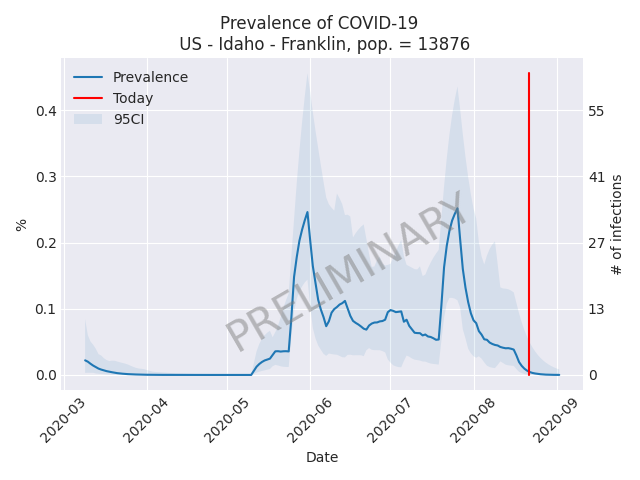 Prevalence of COVID-19
US - Idaho - Franklin, pop. = 13876
Prevalence
Today
95CI
0.4
0.3
0.2
0.1
0.0
%
55
41
27
13
0
# of infections
PRELIMINARY
2020-03
2020-04
2020-05
2020-06
2020-07
2020-08
2020-09
Date